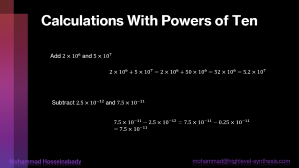 Calculations With Powers of Ten
Add 2 × 10⁶ and 5 × 10⁷
2 × 10⁶ + 5 × 10⁷ = 2 × 10⁶ + 50 × 10⁶ = 52 × 10⁶ = 5.2 × 10⁷
Subtract 2.5 × 10⁻¹² and 7.5 × 10⁻¹¹
7.5 × 10⁻¹¹ − 2.5 × 10⁻¹² = 7.5 × 10⁻¹¹ − 0.25 × 10⁻¹¹
= 7.5 × 10⁻¹¹
Mohammad Hosseinabady
mohammad@highlevel-synthesis.com